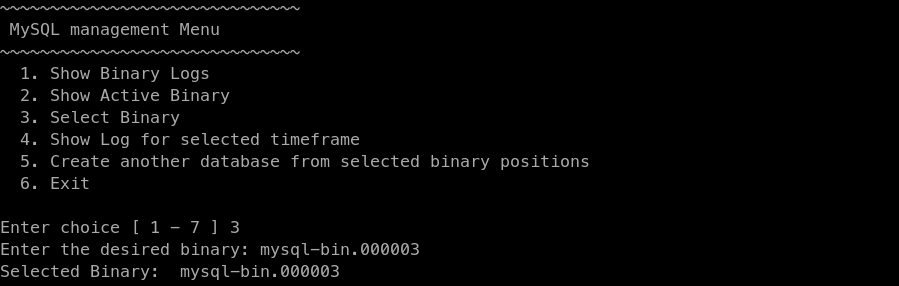 ~~~~~~~~~~~~~~~~~~~~~~~~~~~~~~
 MySQL management Menu
~~~~~~~~~~~~~~~~~~~~~~~~~~~~~~
  1. Show Binary Logs
  2. Show Active Binary
  3. Select Binary
  4. Show Log for selected timeframe
  5. Create another database from selected binary positions
  6. Exit
Enter choice [ 1 - 7 ] 3
Enter the desired binary: mysql-bin.000003
Selected Binary:  mysql-bin.000003